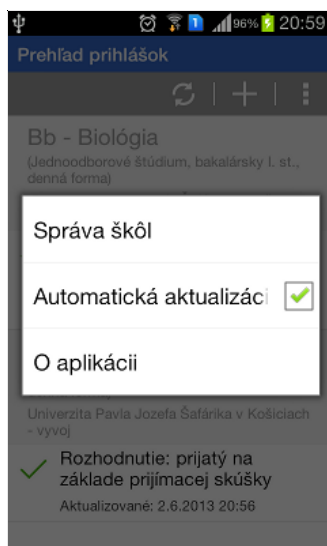 96% 20:59
Prehľad prihlášok
Bb - Biológia
(Jednoodborové štúdium, bakalársky I. st.,
denná forma)
Správa škôl
Automatická aktualizáci
O aplikácii
Univerzita Pavla Jozefa Šafárika v Košiciach
- vyvoj
Rozhodnutie: prijatý na
základe prijímacej skúšky
Aktualizované: 2.6.2013 20:56